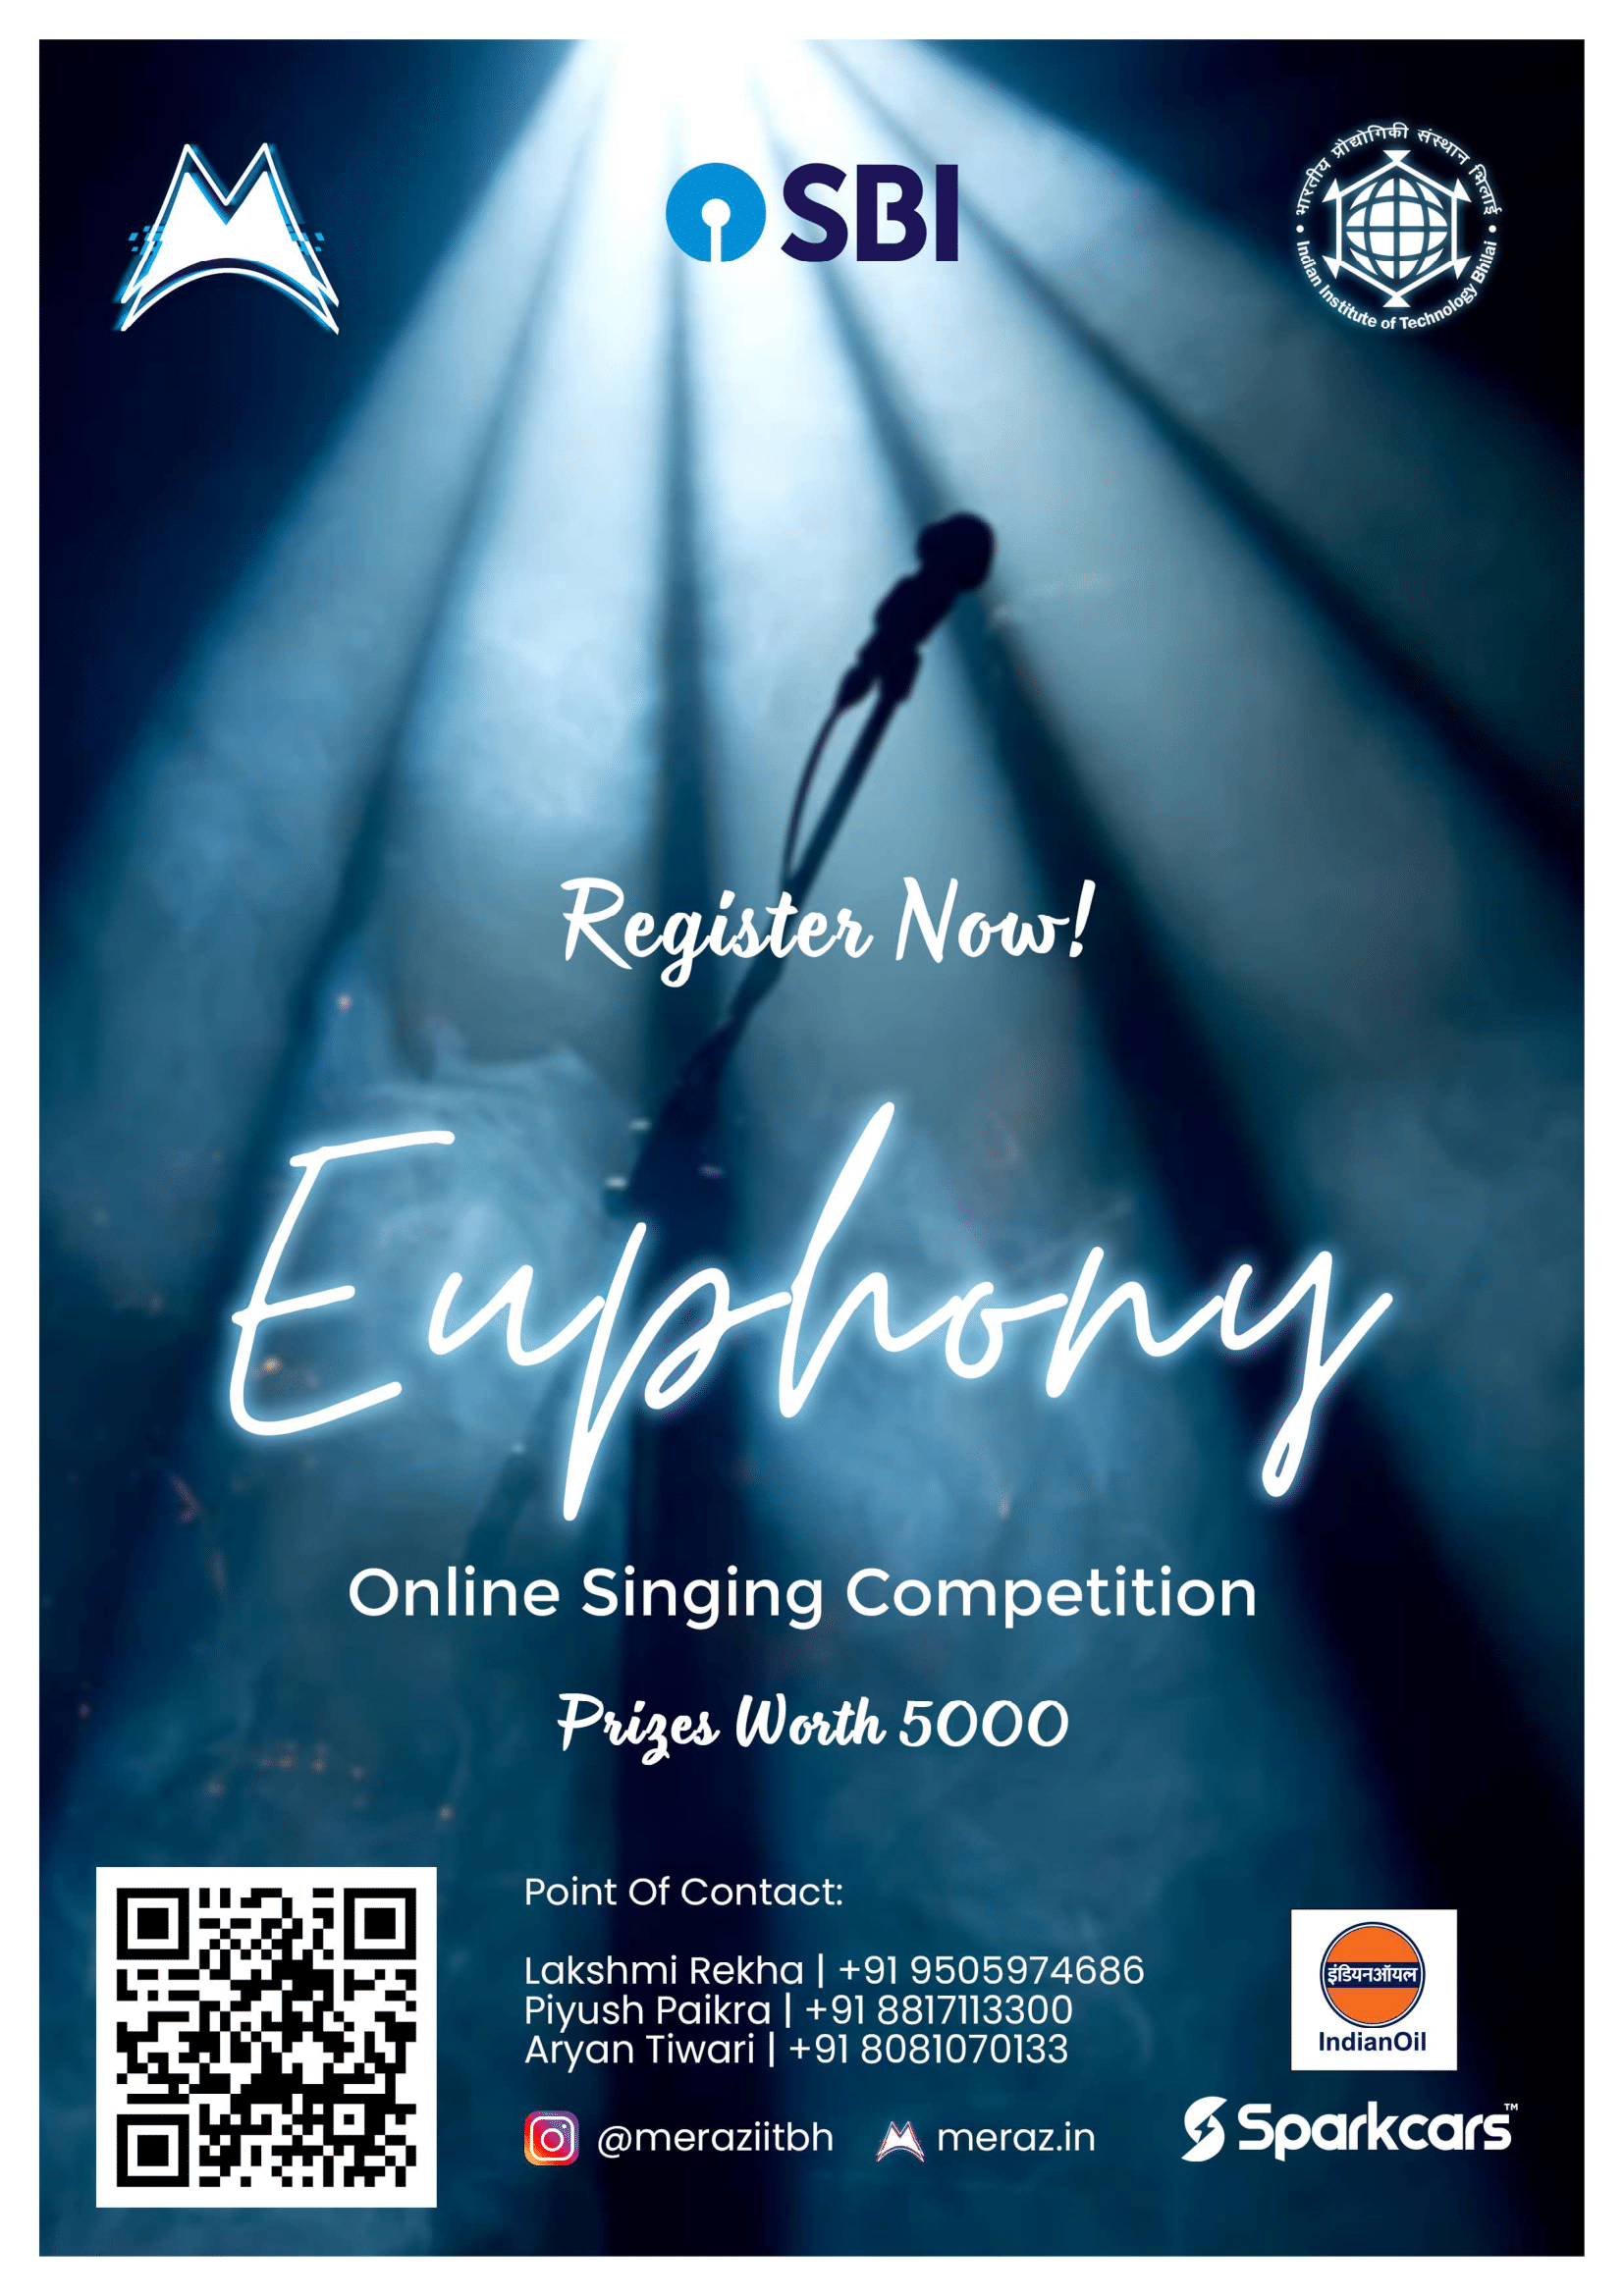 SBI
भारतीय प्रौद्योगिकी संस्थान भिलाई
Indian Institute of Technology Bhilai
Register Now!
Euphony
Online Singing Competition
Prizes Worth 5000
Point Of Contact:
Lakshmi Rekha | +91 9505974686
Piyush Paikra | +91 8817113300
Aryan Tiwari | +91 8081070133
@meraziitbh meraz.in
इंडियनऑयल
IndianOil
Sparkcars™